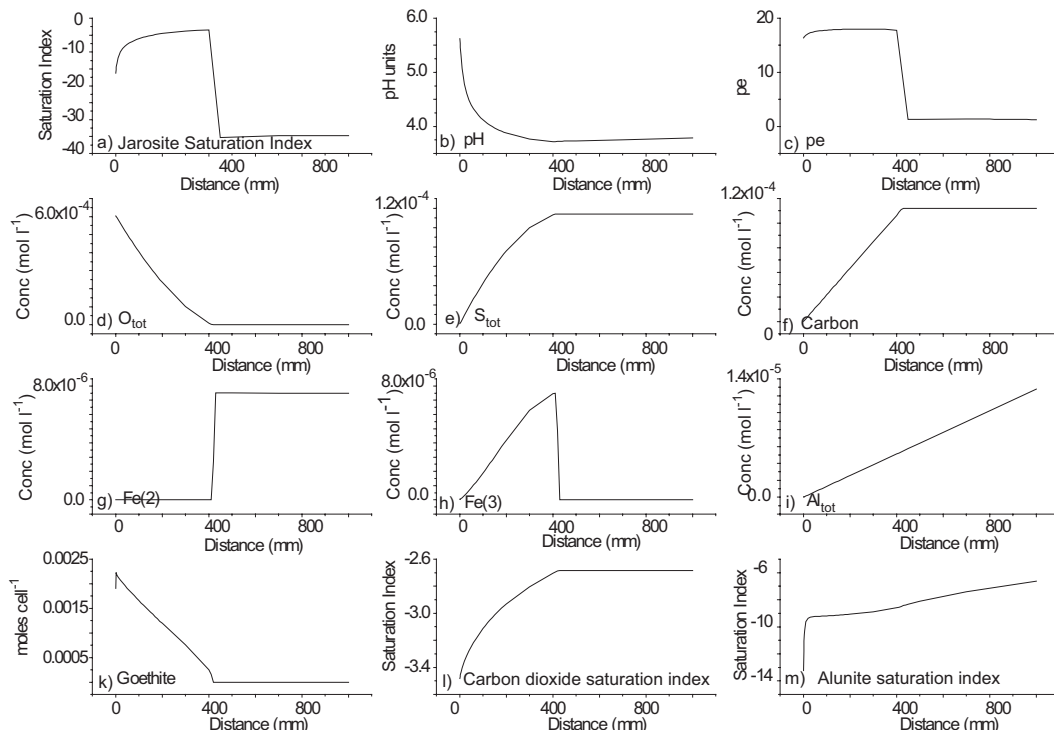 0
-10
-20
-30
-40
Saturation Index
a) Jarosite Saturation Index
0 400 800
Distance (mm)
6.0
5.0
4.0
pH units
b) pH
0 400 800
Distance (mm)
20
10
0
pe
c) pe
0 400 800
Distance (mm)
6.0x10-4
0.0
Conc (mol l-1)
d) Otot
0 400 800
Distance (mm)
1.2x10-4
0.0
Conc (mol l-1)
e) Stot
0 400 800
Distance (mm)
1.2x10-4
0
Conc (mol l-1)
f) Carbon
0 400 800
Distance (mm)
8.0x10-6
0.0
Conc (mol l-1)
g) Fe(2)
0 400 800
Distance (mm)
8.0x10-6
0.0
Conc (mol l-1)
h) Fe(3)
0 400 800
Distance (mm)
1.4x10-5
0.0
Conc (mol l-1)
i) Altot
0 400 800
Distance (mm)
0.0025
0.0015
0.0005
moles cell-1
k) Goethite
0 400 800
Distance (mm)
-2.6
-3.0
-3.4
Saturation Index
l) Carbon dioxide saturation index
0 400 800
Distance (mm)
-6
-10
-14
Saturation Index
m) Alunite saturation index
0 400 800
Distance (mm)